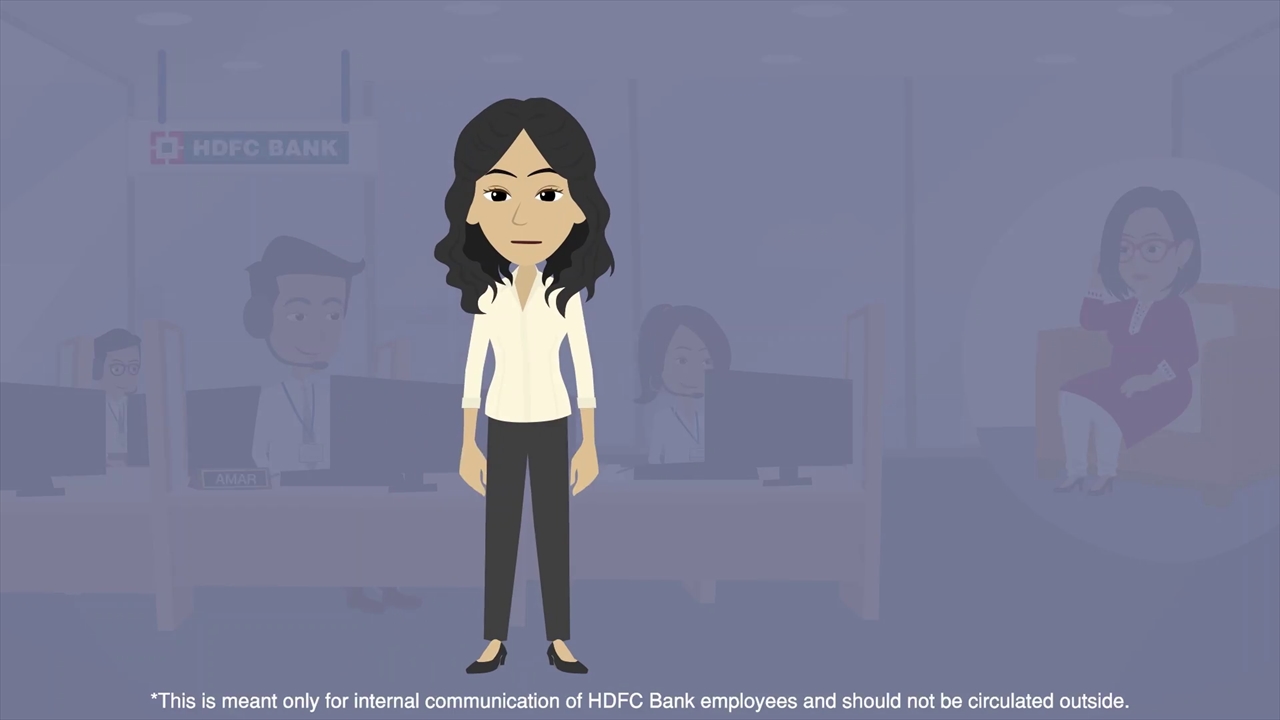 HDFC BANK
AMAR
*This is meant only for internal communication of HDFC Bank employees and should not be circulated outside.